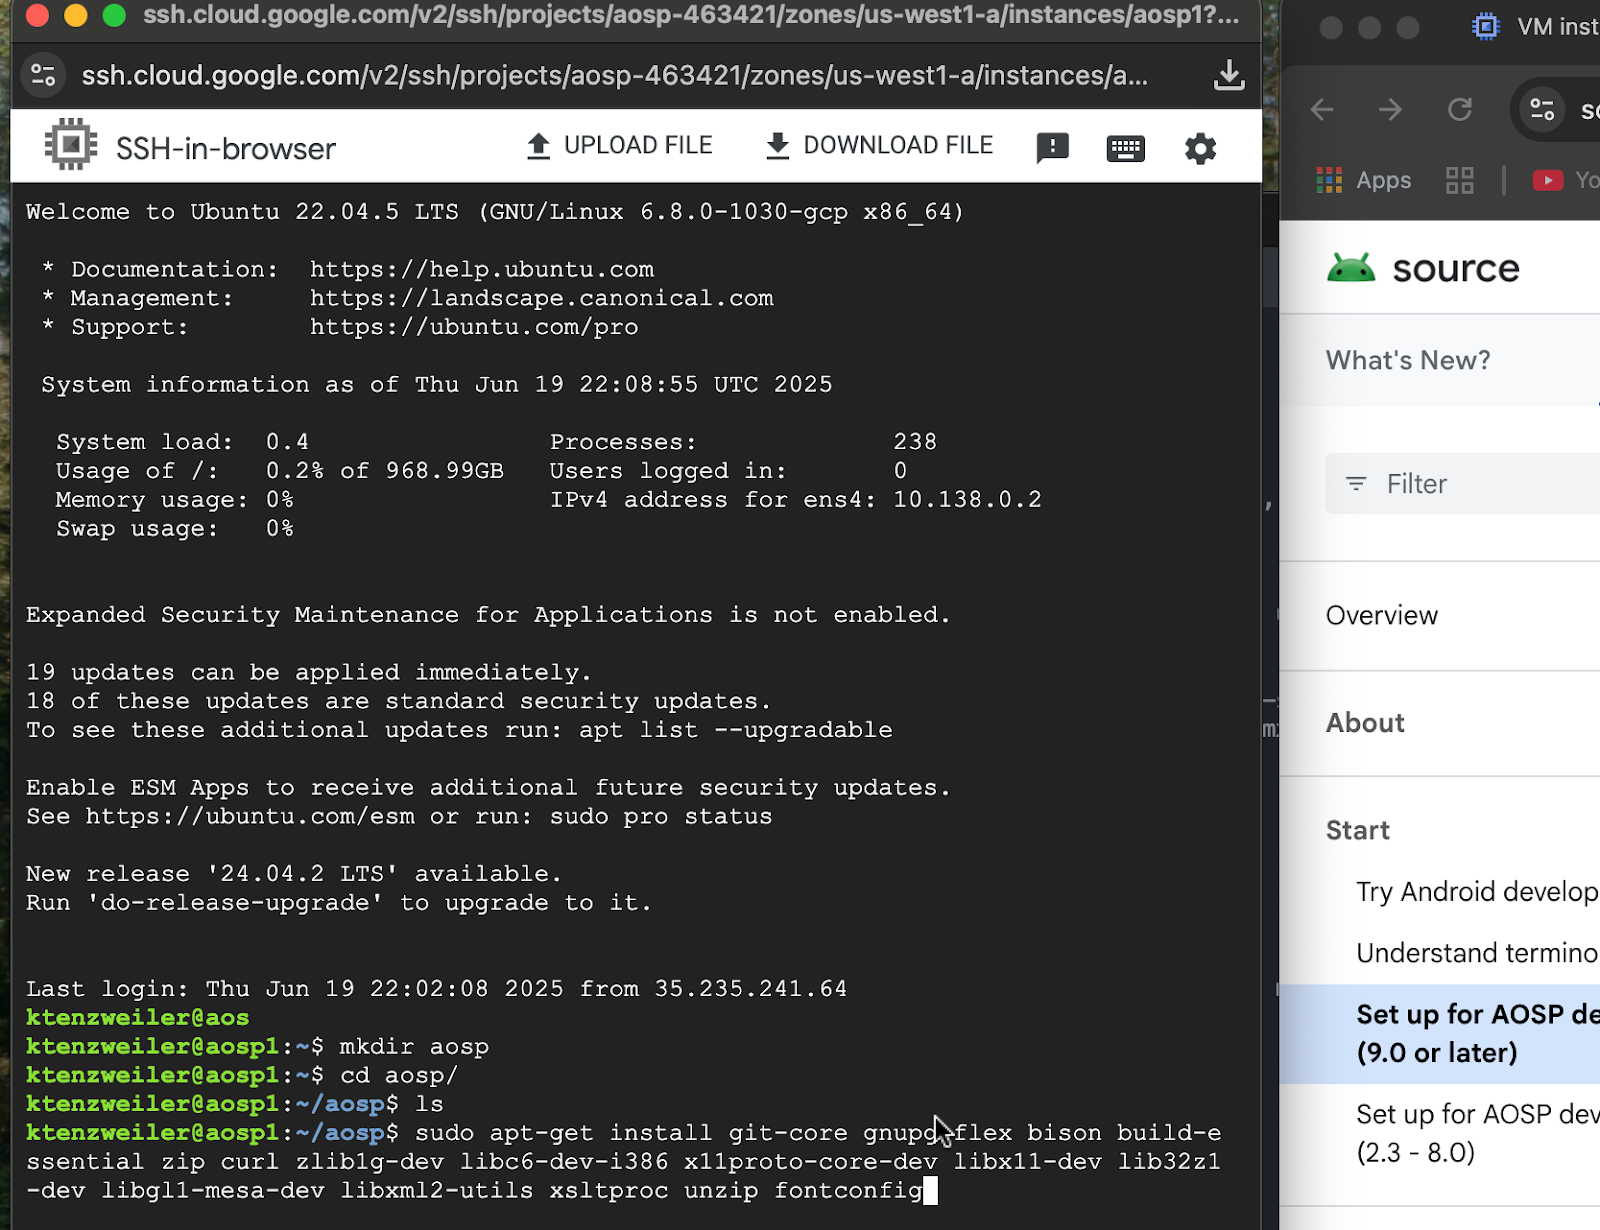 ssh.cloud.google.com/v2/ssh/projects/aosp-463421/zones/us-west1-a/instances/aosp1?...
ssh.cloud.google.com/v2/ssh/projects/aosp-463421/zones/us-west1-a/instances/a...
SSH-in-browser
UPLOAD FILE
DOWNLOAD FILE
Welcome to Ubuntu 22.04.5 LTS (GNU/Linux 6.8.0-1030-gcp x86_64)
* Documentation: https://help.ubuntu.com
* Management: https://landscape.canonical.com
* Support: https://ubuntu.com/pro
System information as of Thu Jun 19 22:08:55 UTC 2025
System load: 0.4 Processes: 238
Usage of /: 0.2% of 968.99GB Users logged in: 0
Memory usage: 0% IPv4 address for ens4: 10.138.0.2
Swap usage: 0%
Expanded Security Maintenance for Applications is not enabled.
19 updates can be applied immediately.
18 of these updates are standard security updates.
To see these additional updates run: apt list --upgradable
Enable ESM Apps to receive additional future security updates.
See https://ubuntu.com/esm or run: sudo pro status
New release '24.04.2 LTS' available.
Run 'do-release-upgrade' to upgrade to it.
Last login: Thu Jun 19 22:02:08 2025 from 35.235.241.64
ktenzweiler@aos
ktenzweiler@aosp1:~$ mkdir aosp
ktenzweiler@aosp1:~$ cd aosp/
ktenzweiler@aosp1:~/aosp$ ls
ktenzweiler@aosp1:~/aosp$ sudo apt-get install git-core gnupg flex bison build-e
ssential zip curl zlib1g-dev libc6-dev-i386 x11proto-core-dev libx11-dev lib32z1
-dev libgl1-mesa-dev libxml2-utils xsltproc unzip fontconfig
VM inst
Apps
Yo
source
What's New?
Filter
Overview
About
Start
Try Android develop
Understand termino
Set up for AOSP de
(9.0 or later)
Set up for AOSP dev
(2.3 - 8.0)